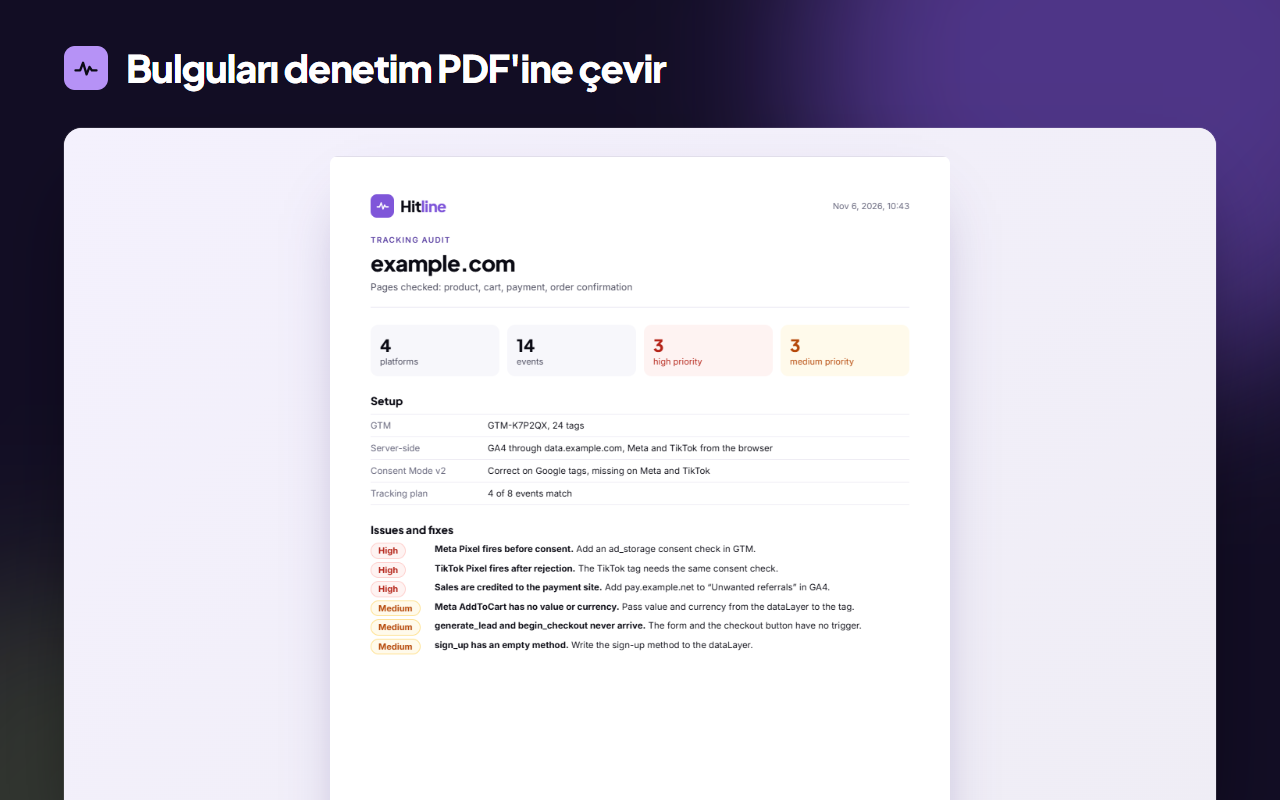 Bulguları denetim PDF'ine çevir
Hitline
Nov 6, 2026, 10:43
TRACKING AUDIT
example.com
Pages checked: product, cart, payment, order confirmation
4
platforms
14
events
3
high priority
3
medium priority
Setup
GTM GTM-K7P2QX, 24 tags
Server-side GA4 through data.example.com, Meta and TikTok from the browser
Consent Mode v2 Correct on Google tags, missing on Meta and TikTok
Tracking plan 4 of 8 events match
Issues and fixes
High Meta Pixel fires before consent. Add an ad_storage consent check in GTM.
High TikTok Pixel fires after rejection. The TikTok tag needs the same consent check.
High Sales are credited to the payment site. Add pay.example.net to “Unwanted referrals” in GA4.
Medium Meta AddToCart has no value or currency. Pass value and currency from the dataLayer to the tag.
Medium generate_lead and begin_checkout never arrive. The form and the checkout button have no trigger.
Medium sign_up has an empty method. Write the sign-up method to the dataLayer.